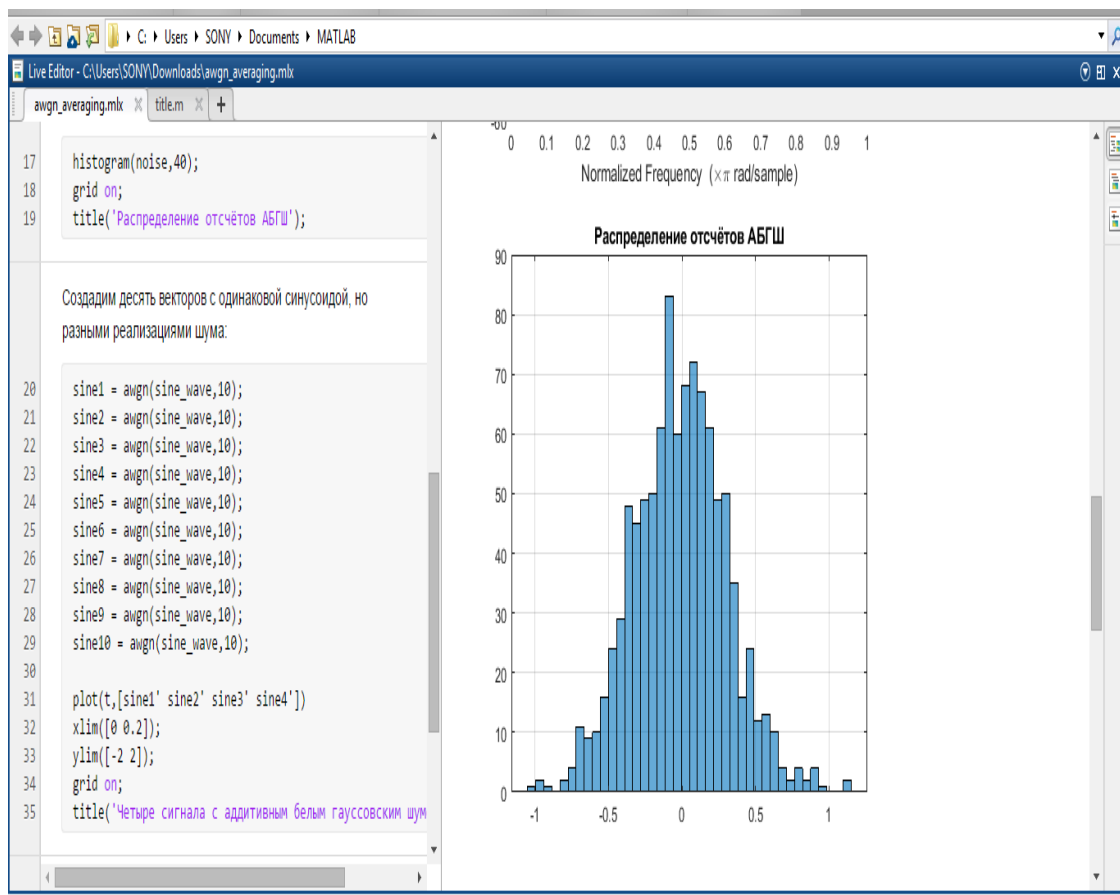 C: Users SONY Documents MATLAB
Live Editor - C:\Users\SONY\Downloads\awgn_averaging.mlx
awgn_averaging.mlx title.m
17 histogram(noise,40);
18 grid on;
19 title('Распределение отсчётов АБГШ');
Создадим десять векторов с одинаковой синусоидой, но
разными реализациями шума:
20 sine1 = awgn(sine_wave,10);
21 sine2 = awgn(sine_wave,10);
22 sine3 = awgn(sine_wave,10);
23 sine4 = awgn(sine_wave,10);
24 sine5 = awgn(sine_wave,10);
25 sine6 = awgn(sine_wave,10);
26 sine7 = awgn(sine_wave,10);
27 sine8 = awgn(sine_wave,10);
28 sine9 = awgn(sine_wave,10);
29 sine10 = awgn(sine_wave,10);
30
31 plot(t,[sine1' sine2' sine3' sine4'])
32 xlim([0 0.2]);
33 ylim([-2 2]);
34 grid on;
35 title('Четыре сигнала с аддитивным белым гауссовским шум
-60
0 0.1 0.2 0.3 0.4 0.5 0.6 0.7 0.8 0.9 1
Normalized Frequency (×π rad/sample)
Распределение отсчётов АБГШ
90
80
70
60
50
40
30
20
10
0
-1 -0.5 0 0.5 1